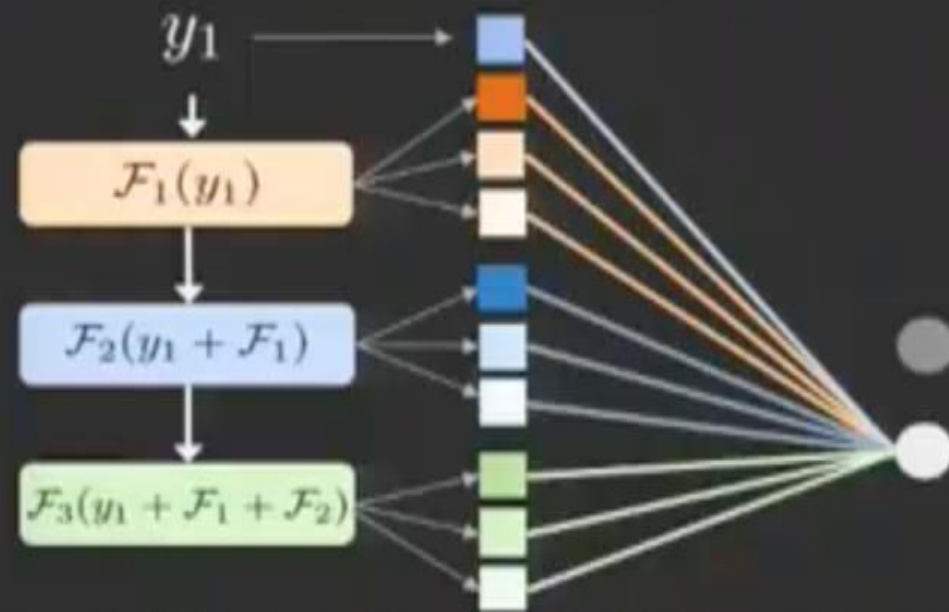 y₁
ℱ₁(y₁)
ℱ₂(y₁ + ℱ₁)
ℱ₃(y₁ + ℱ₁ + ℱ₂)